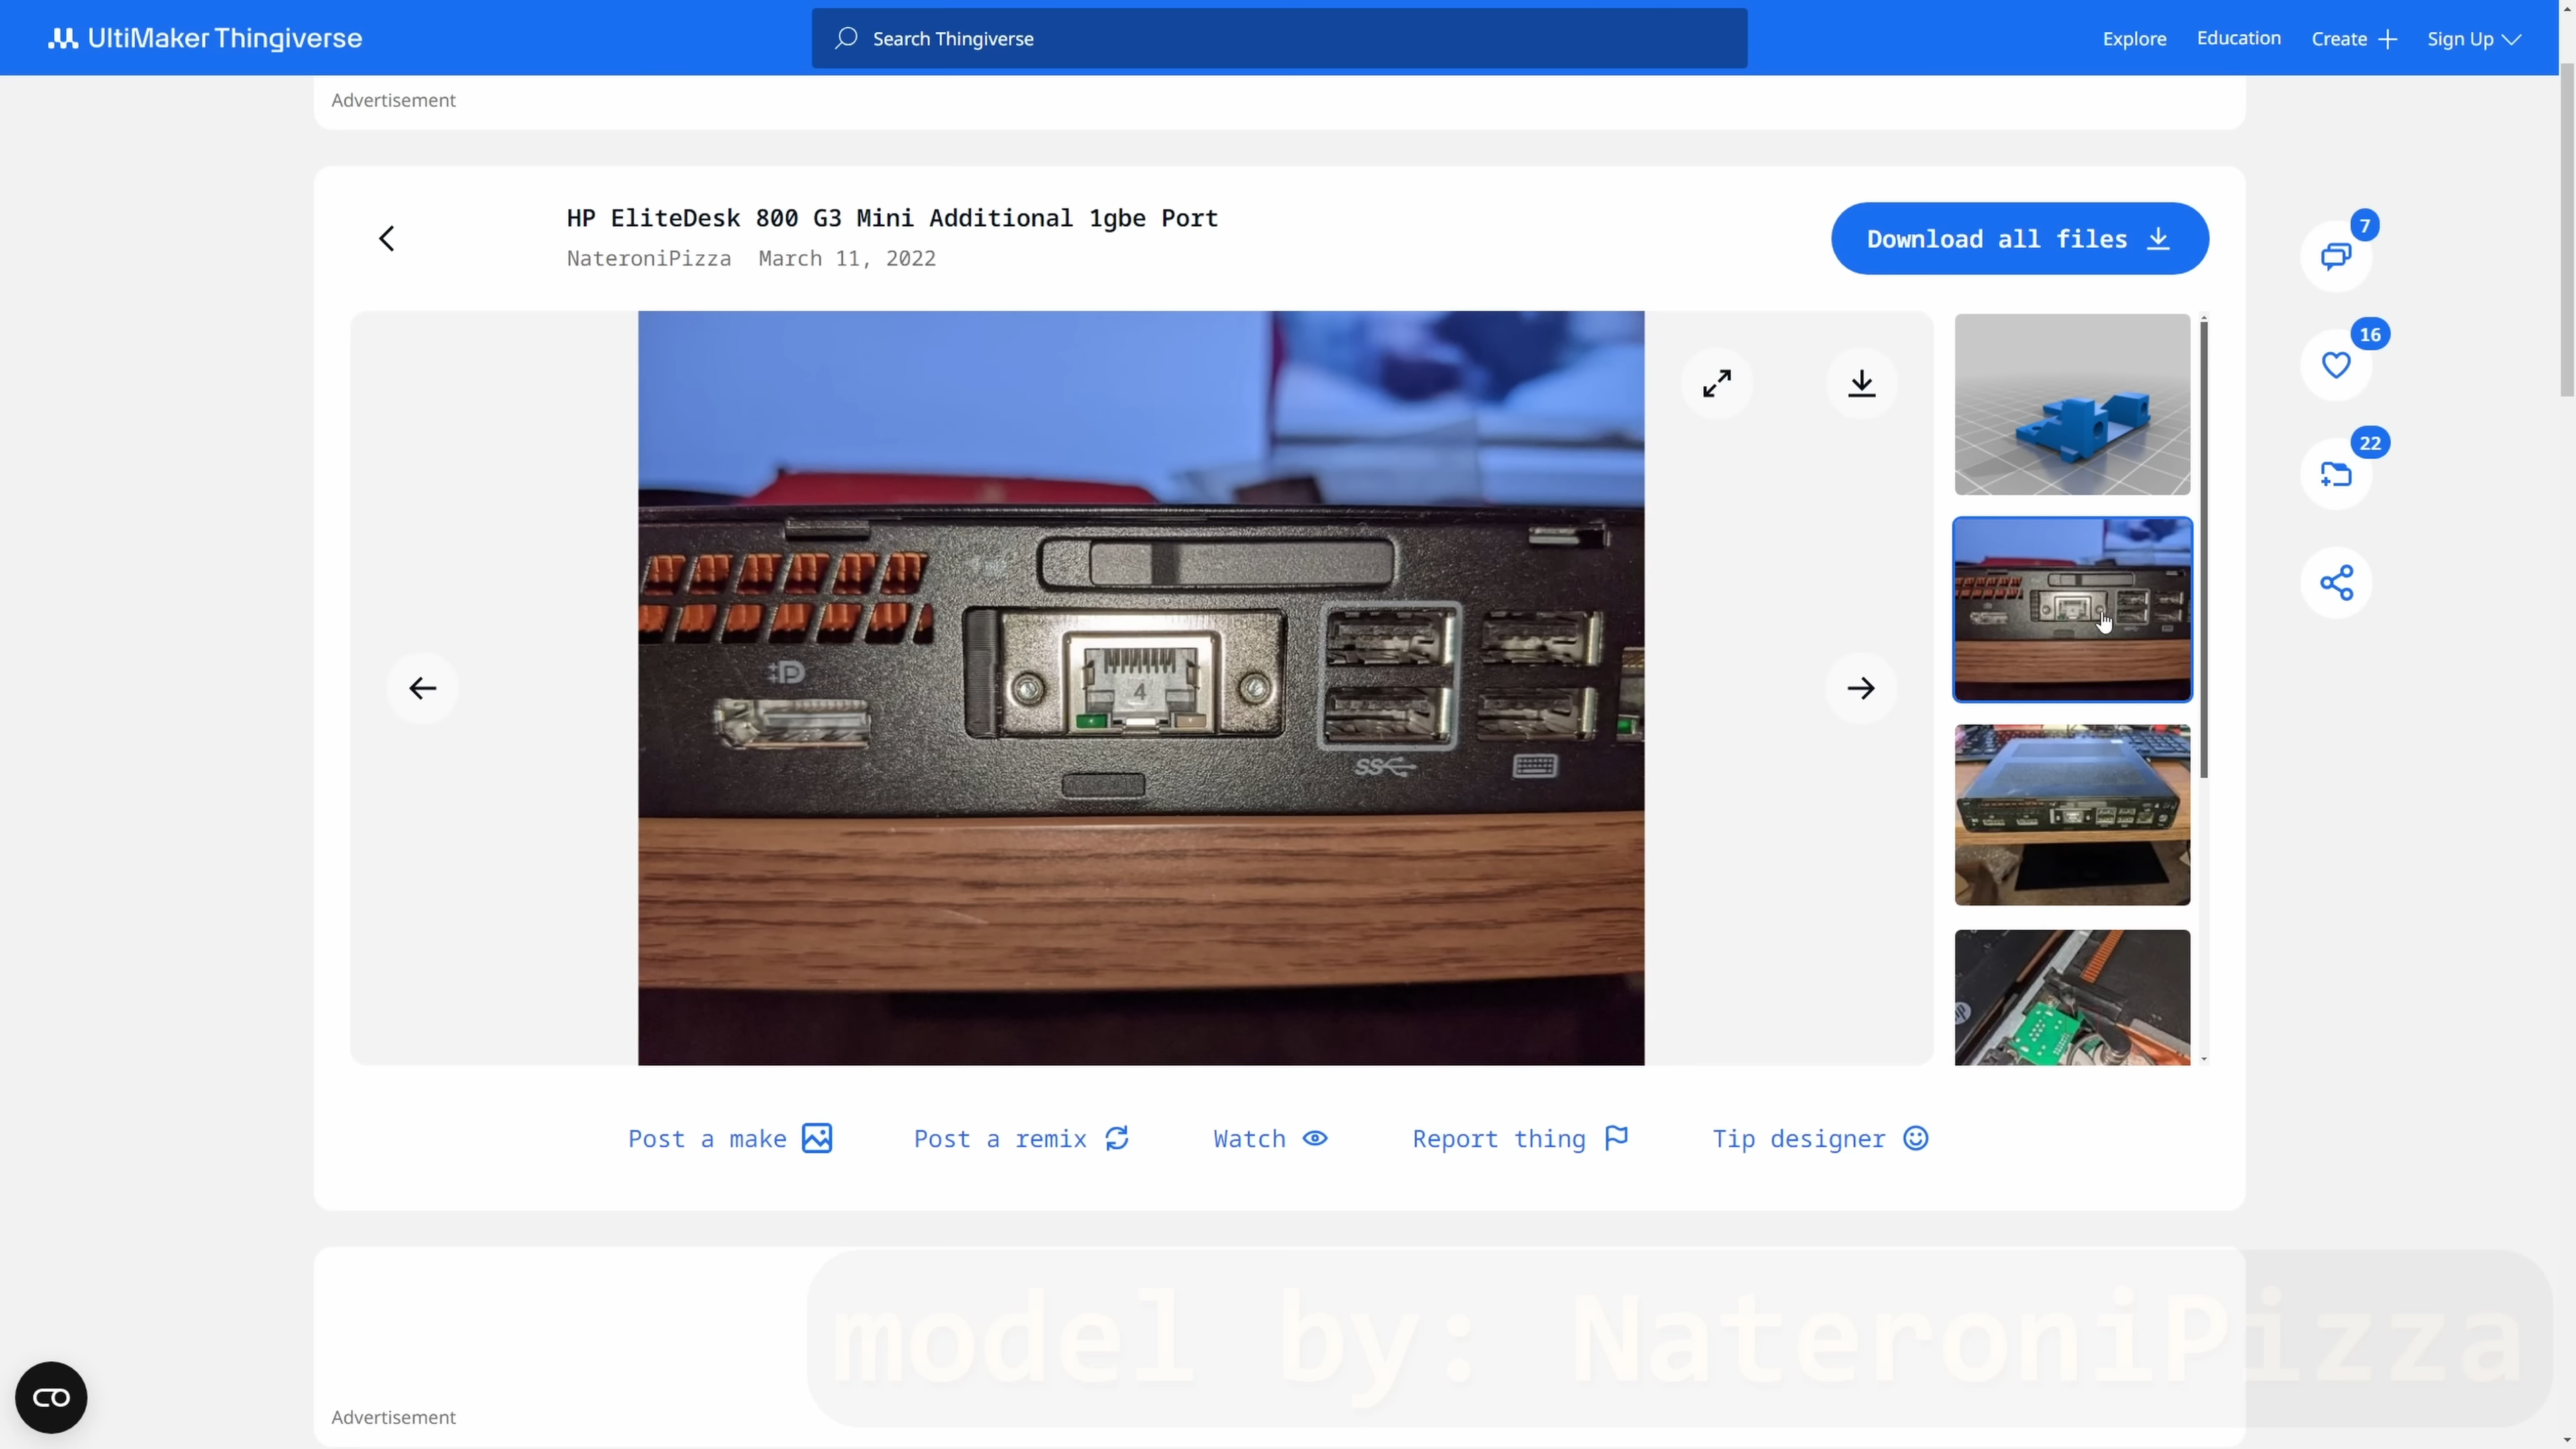 UltiMaker Thingiverse
Search Thingiverse
Explore
Education
Create
Sign Up
Advertisement
HP EliteDesk 800 G3 Mini Additional 1gbe Port
NateroniPizza March 11, 2022
Download all files
7
16
22
4
SS
Post a make
Post a remix
Watch
Report thing
Tip designer
model by: NateroniPizza
Advertisement